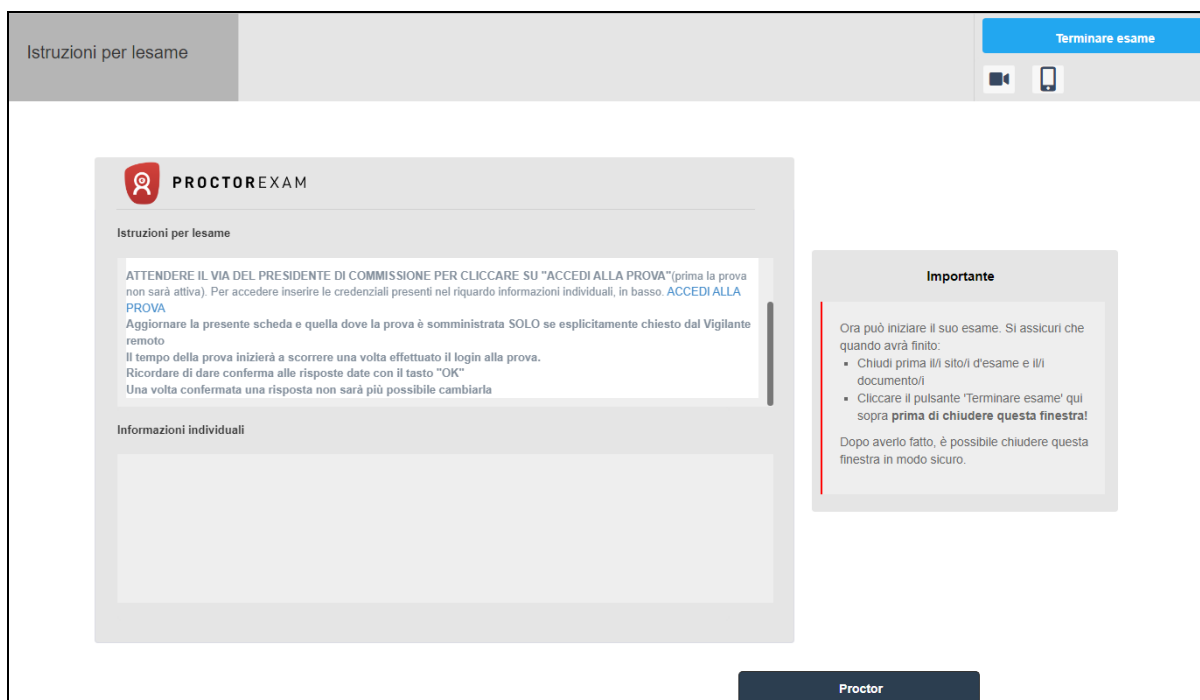 Istruzioni per lesame
Terminare esame
PROCTOREXAM
Istruzioni per lesame
ATTENDERE IL VIA DEL PRESIDENTE DI COMMISSIONE PER CLICCARE SU "ACCEDI ALLA PROVA"(prima la prova
non sarà attiva). Per accedere inserire le credenziali presenti nel riquardo informazioni individuali, in basso. ACCEDI ALLA
PROVA
Aggiornare la presente scheda e quella dove la prova è somministrata SOLO se esplicitamente chiesto dal Vigilante
remoto
Il tempo della prova inizierà a scorrere una volta effettuato il login alla prova.
Ricordare di dare conferma alle risposte date con il tasto "OK"
Una volta confermata una risposta non sarà più possibile cambiarla
Informazioni individuali
Importante
Ora può iniziare il suo esame. Si assicuri che
quando avrà finito:
▪ Chiudi prima il/i sito/i d'esame e il/i
documento/i
▪ Cliccare il pulsante 'Terminare esame' qui
sopra prima di chiudere questa finestra!
Dopo averlo fatto, è possibile chiudere questa
finestra in modo sicuro.
Proctor